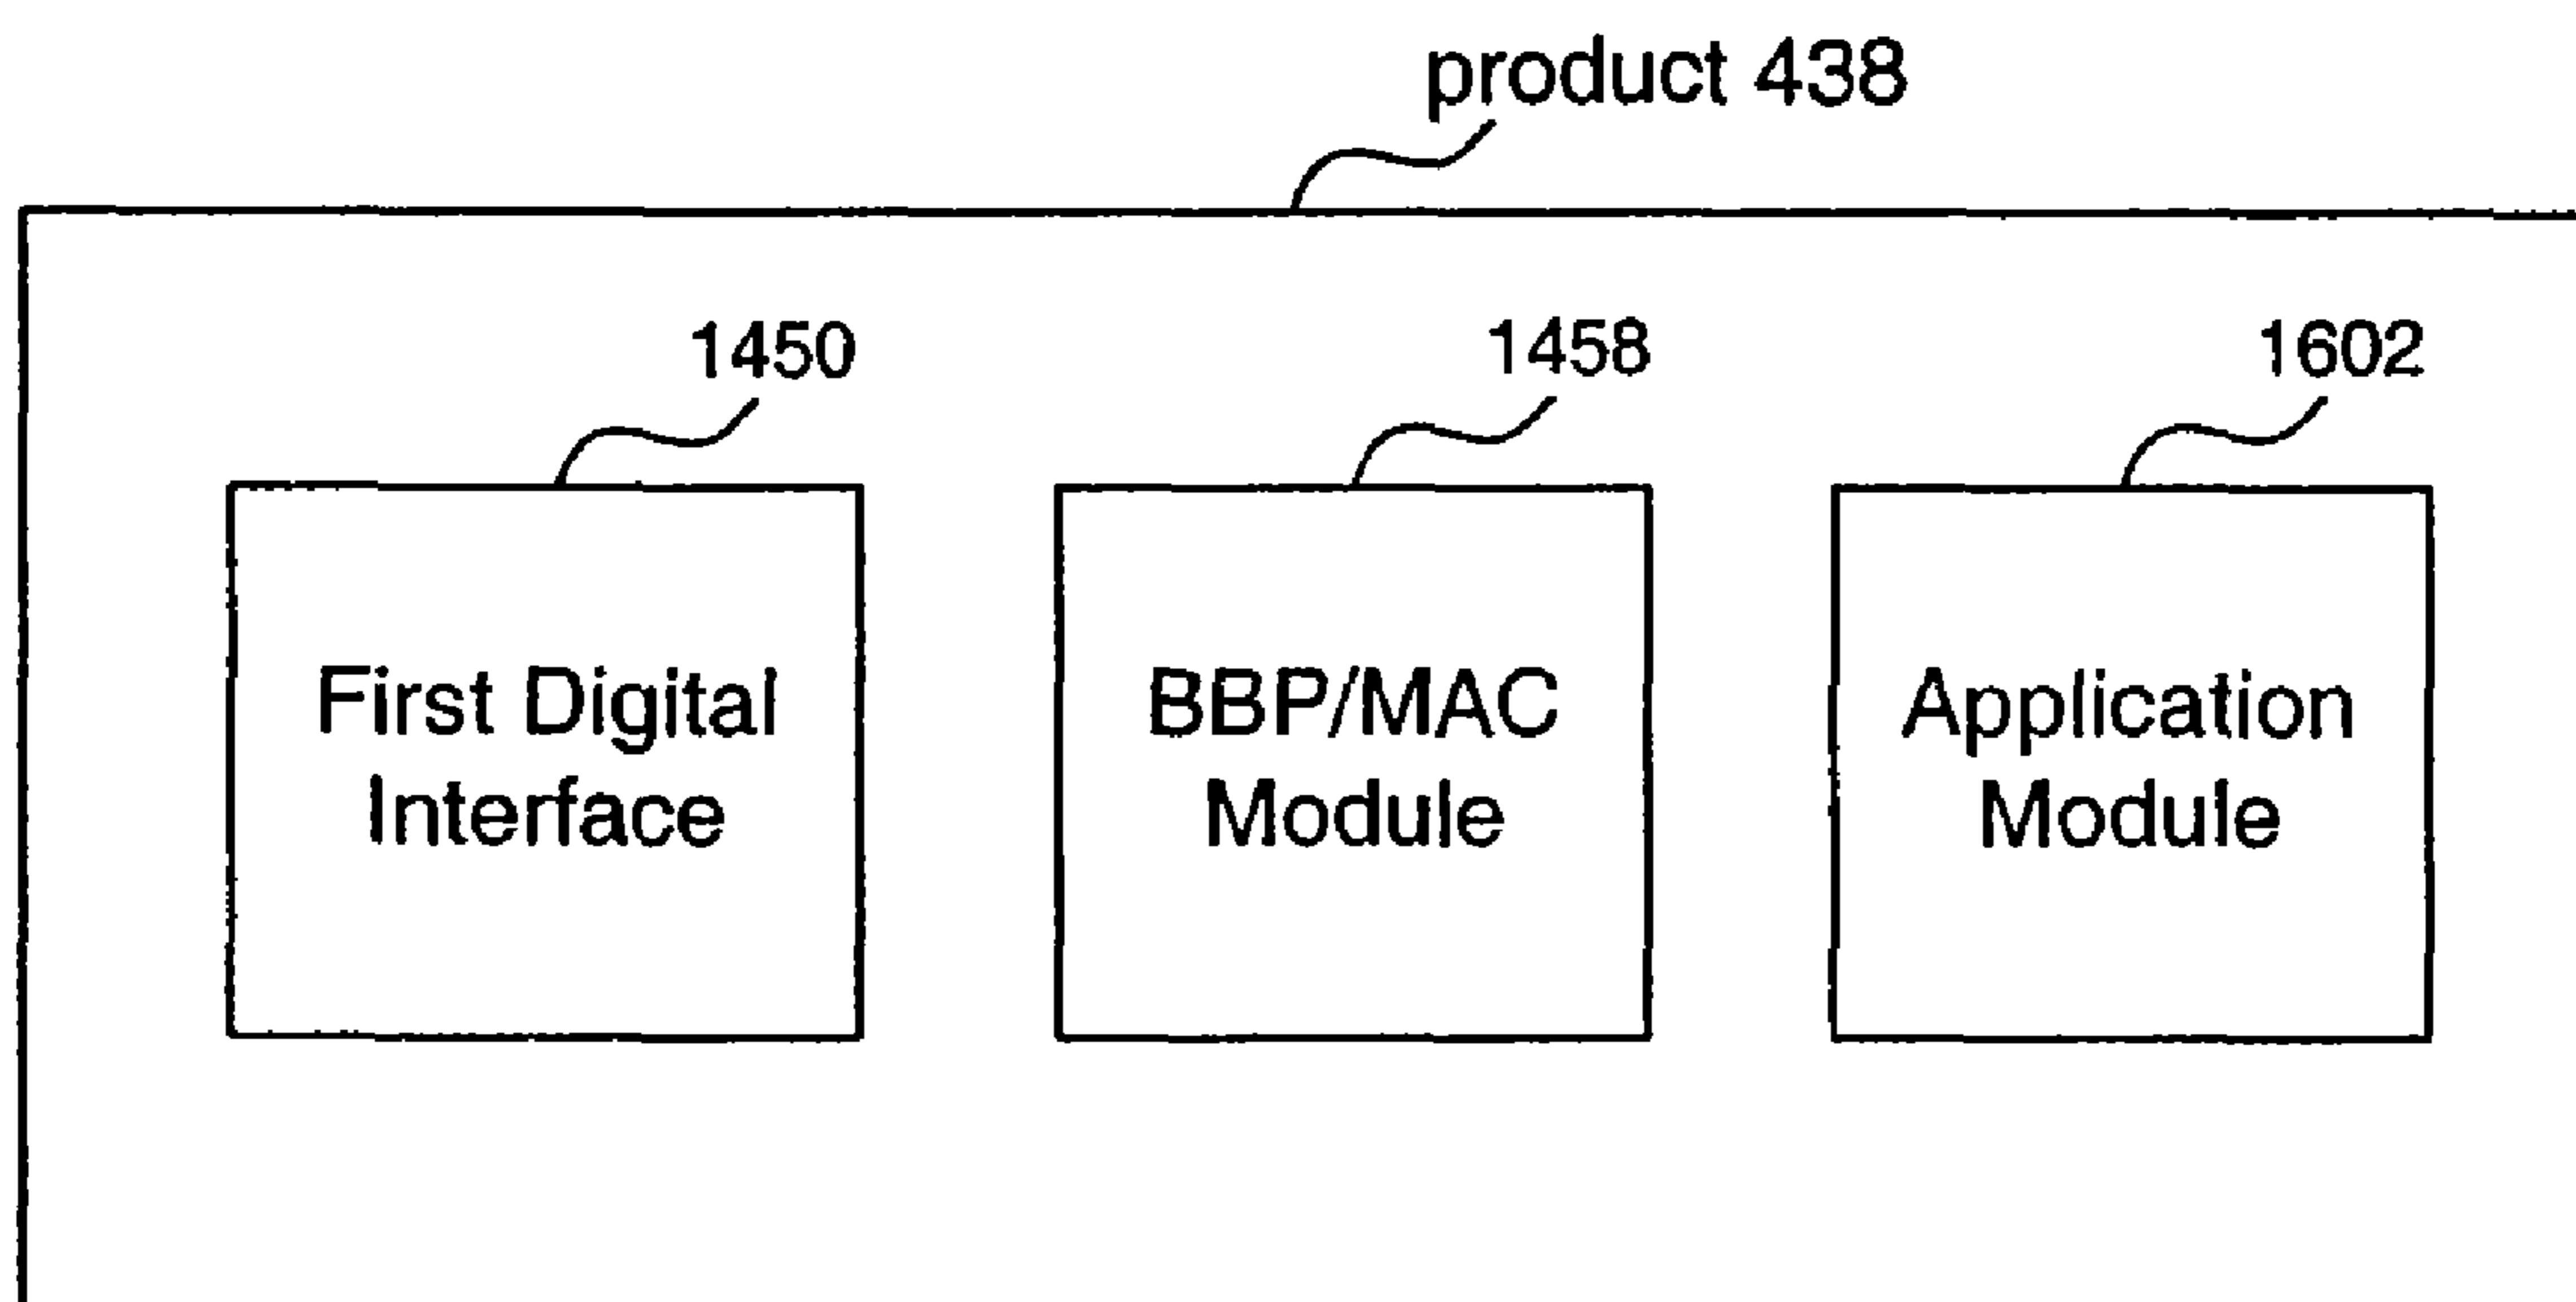 product 438
1450
1458
1602
First Digital
Interface
BBP/MAC
Module
Application
Module